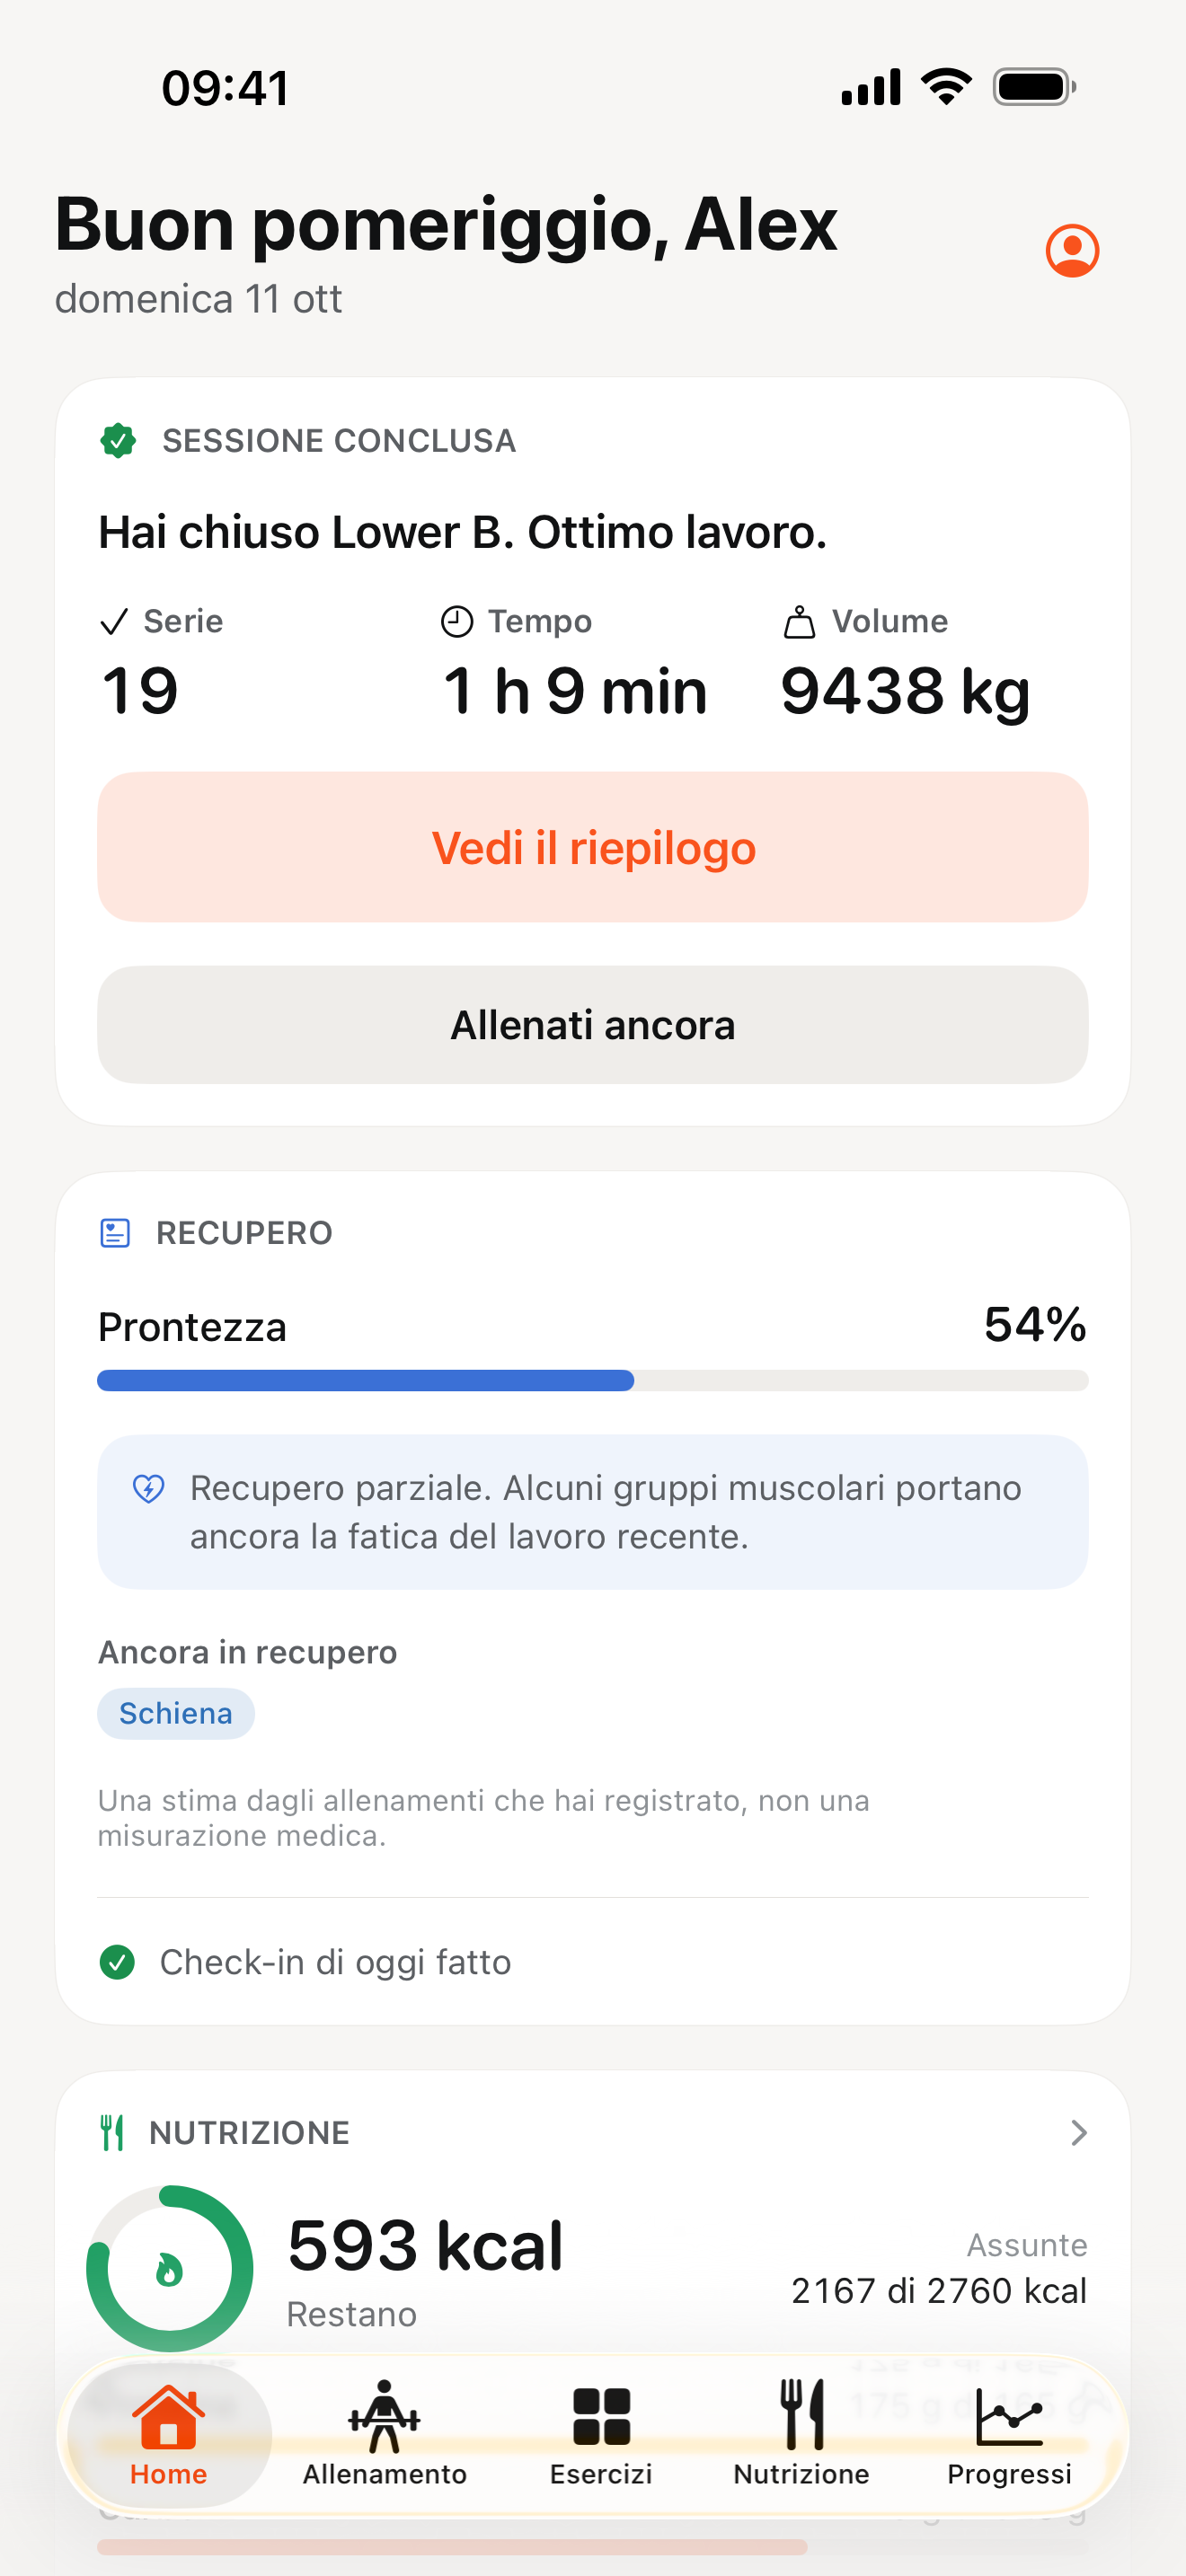 09:41
Buon pomeriggio, Alex
domenica 11 ott
SESSIONE CONCLUSA
Hai chiuso Lower B. Ottimo lavoro.
Serie
Tempo
Volume
19
1 h 9 min
9438 kg
Vedi il riepilogo
Allenati ancora
RECUPERO
Prontezza
54%
Recupero parziale. Alcuni gruppi muscolari portano
ancora la fatica del lavoro recente.
Ancora in recupero
Schiena
Una stima dagli allenamenti che hai registrato, non una
misurazione medica.
Check-in di oggi fatto
NUTRIZIONE
593 kcal
Restano
Assunte
2167 di 2760 kcal
Home
Allenamento
Esercizi
Nutrizione
Progressi